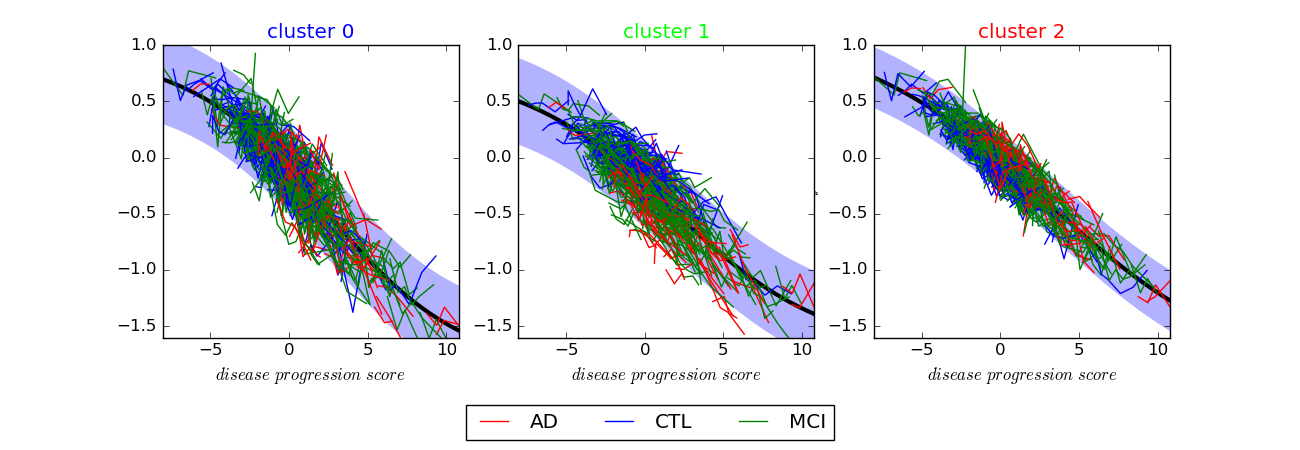 cluster 0 cluster 1 cluster 2
1.0 1.0 1.0
0.5 0.5 0.5
0.0 0.0 0.0
−0.5 −0.5 −0.5
−1.0 −1.0 −1.0
−1.5 −1.5 −1.5
−5 0 5 10 −5 0 5 10 −5 0 5 10
disease progression score disease progression score disease progression score
AD CTL MCI